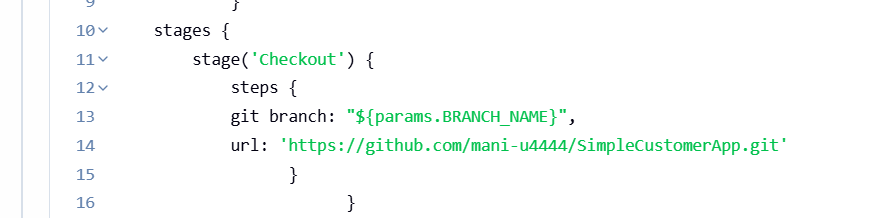 9 }
10 stages {
11 stage('Checkout') {
12 steps {
13 git branch: "${params.BRANCH_NAME}",
14 url: 'https://github.com/mani-u4444/SimpleCustomerApp.git'
15 }
16 }